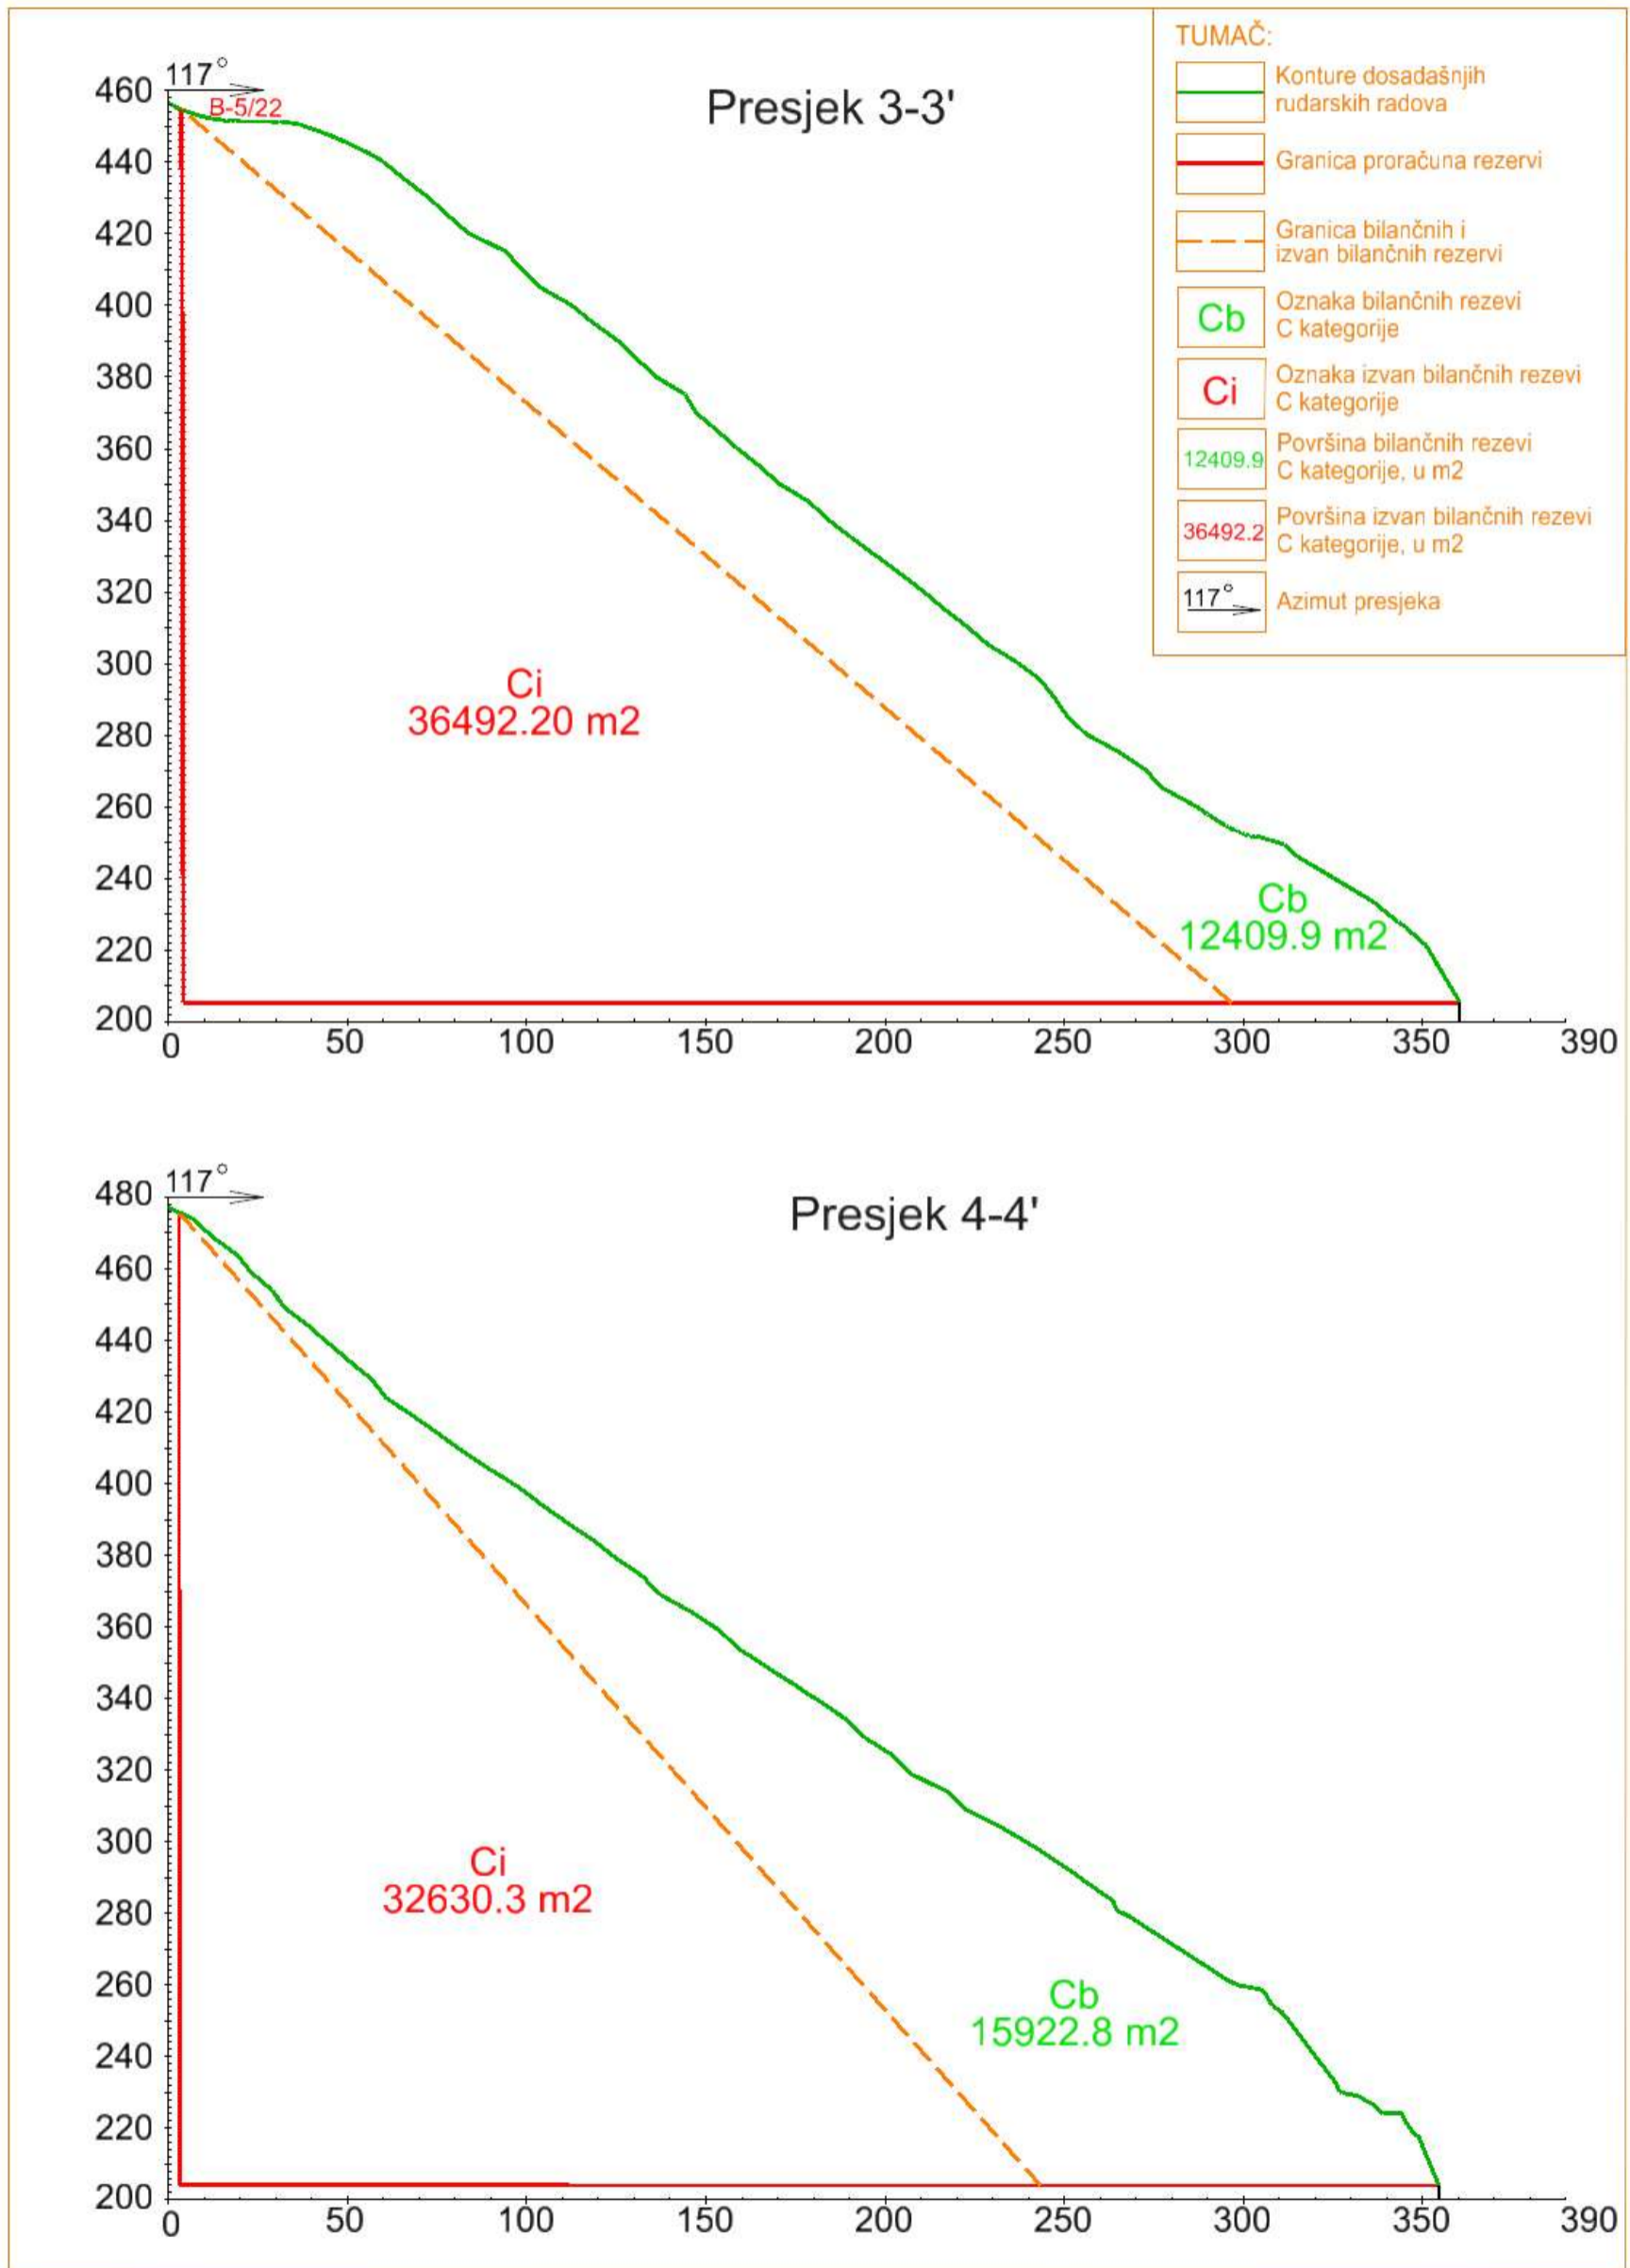 TUMAČ:
Konture dosadašnjih
rudarskih radova
Granica proračuna rezervi
Granica bilančnih i
izvan bilančnih rezervi
Cb
Oznaka bilančnih rezevi
C kategorije
Ci
Oznaka izvan bilančnih rezevi
C kategorije
12409.9
Površina bilančnih rezevi
C kategorije, u m2
36492.2
Površina izvan bilančnih rezevi
C kategorije, u m2
117°
Azimut presjeka
Presjek 3-3'
117°
B-5/22
460
440
420
400
380
360
340
320
300
280
260
240
220
200
Ci
36492.20 m2
Cb
12409.9 m2
0 50 100 150 200 250 300 350 390
Presjek 4-4'
117°
480
460
440
420
400
380
360
340
320
300
280
260
240
220
200
Ci
32630.3 m2
Cb
15922.8 m2
0 50 100 150 200 250 300 350 390